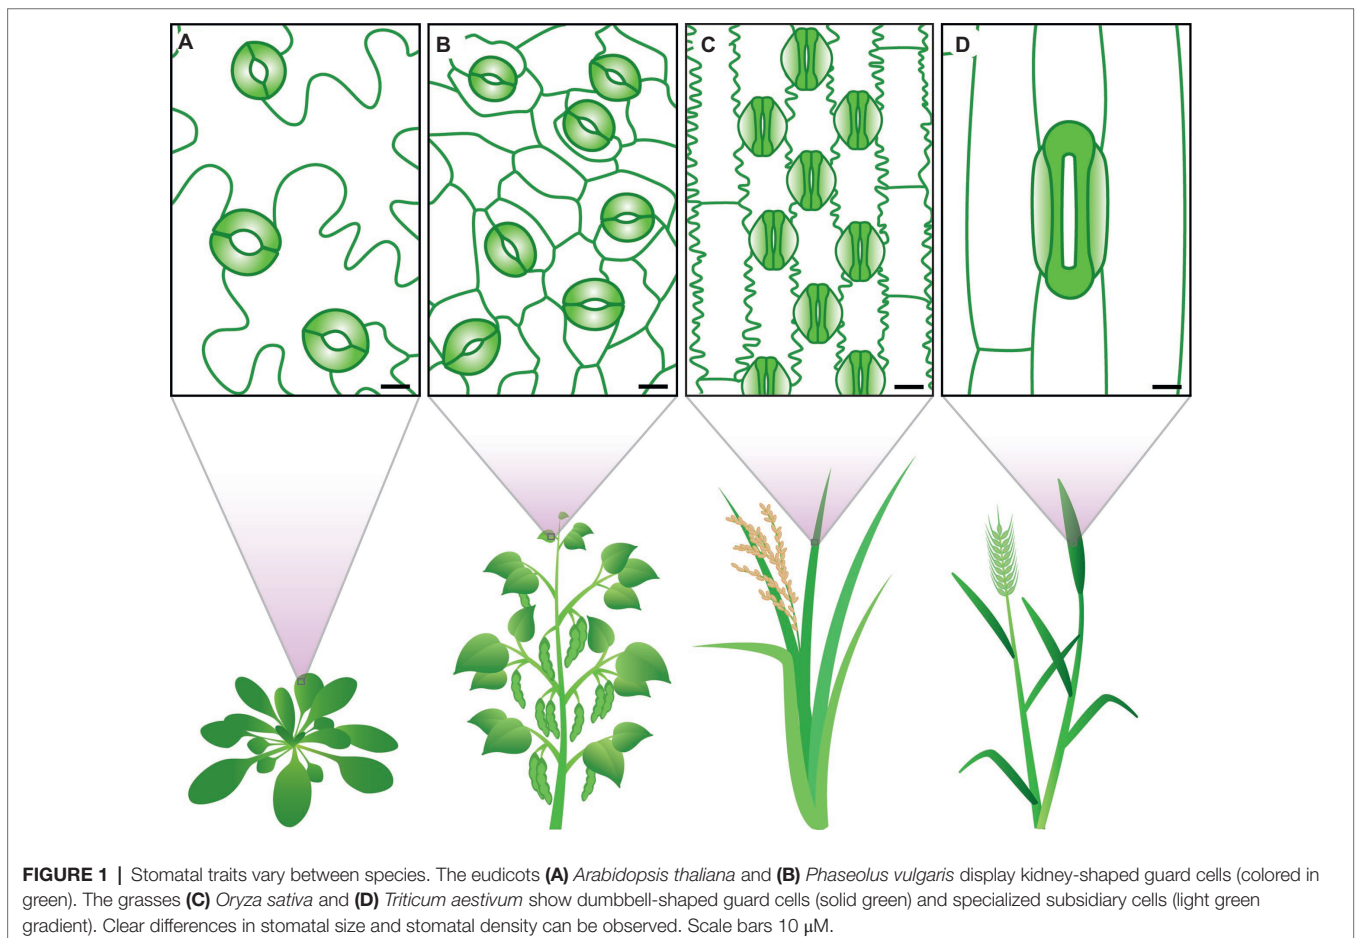 A
B
C
D
FIGURE 1 | Stomatal traits vary between species. The eudicots (A) Arabidopsis thaliana and (B) Phaseolus vulgaris display kidney-shaped guard cells (colored in
green). The grasses (C) Oryza sativa and (D) Triticum aestivum show dumbbell-shaped guard cells (solid green) and specialized subsidiary cells (light green
gradient). Clear differences in stomatal size and stomatal density can be observed. Scale bars 10 μM.